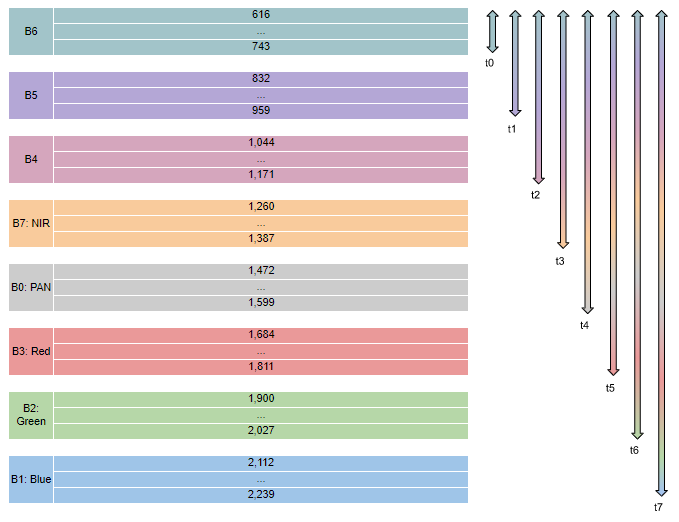 B6
616
...
743
t0
B5
832
...
959
t1
B4
1,044
...
1,171
t2
B7: NIR
1,260
...
1,387
t3
B0: PAN
1,472
...
1,599
t4
B3: Red
1,684
...
1,811
t5
B2:
Green
1,900
...
2,027
t6
B1: Blue
2,112
...
2,239
t7